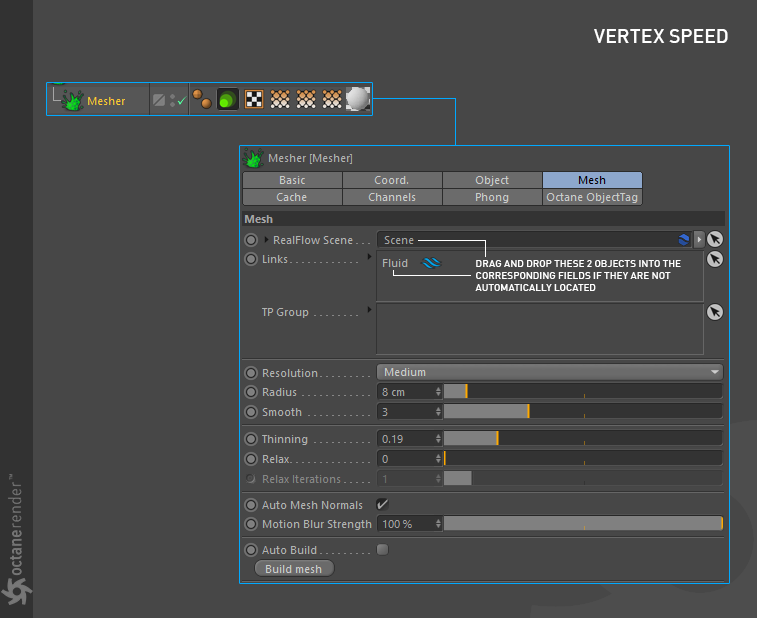 VERTEX SPEED
Mesher
Mesher [Mesher]
Basic Coord. Object Mesh
Cache Channels Phong Octane ObjectTag
Mesh
RealFlow Scene . . . Scene
Links. . . . . . . . . . . . Fluid
DRAG AND DROP THESE 2 OBJECTS INTO THE
CORRESPONDING FIELDS IF THEY ARE NOT
AUTOMATICALLY LOCATED
TP Group . . . . . . . .
Resolution. . . . . . . . . Medium
Radius . . . . . . . . . . . . 8 cm
Smooth . . . . . . . . . . . 3
Thinning . . . . . . . . . . 0.19
Relax. . . . . . . . . . . . . . 0
Relax Iterations . . . . . 1
Auto Mesh Normals
Motion Blur Strength 100 %
Auto Build . . . . . . . . .
Build mesh
octanerender™